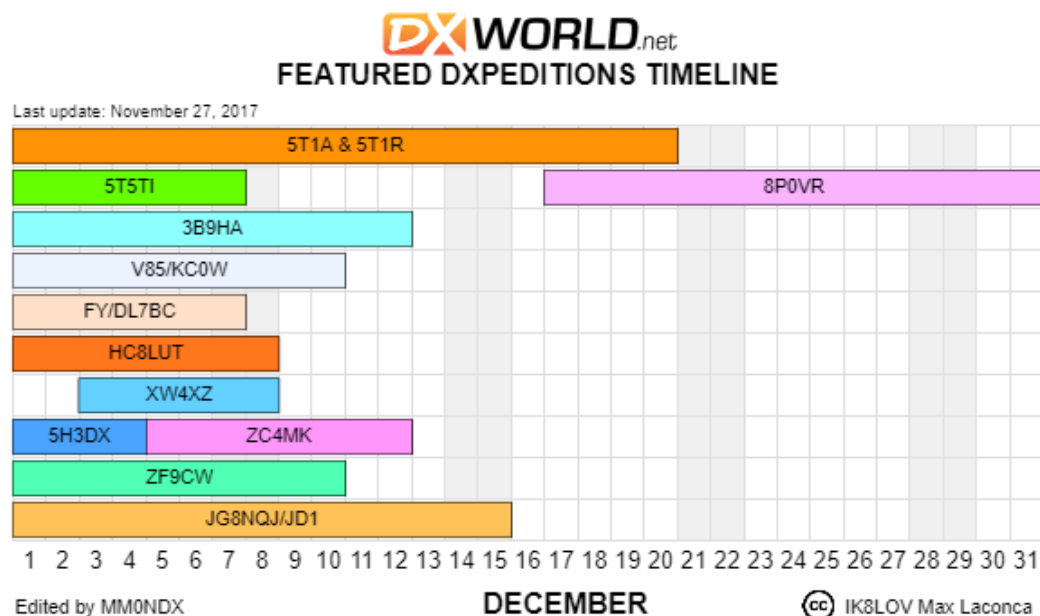 DX WORLD.net
FEATURED DXPEDITIONS TIMELINE
Last update: November 27, 2017
5T1A & 5T1R
5T5TI 8P0VR
3B9HA
V85/KC0W
FY/DL7BC
HC8LUT
XW4XZ
5H3DX ZC4MK
ZF9CW
JG8NQJ/JD1
1 2 3 4 5 6 7 8 9 10 11 12 13 14 15 16 17 18 19 20 21 22 23 24 25 26 27 28 29 30 31
Edited by MM0NDX DECEMBER cc IK8LOV Max Laconca